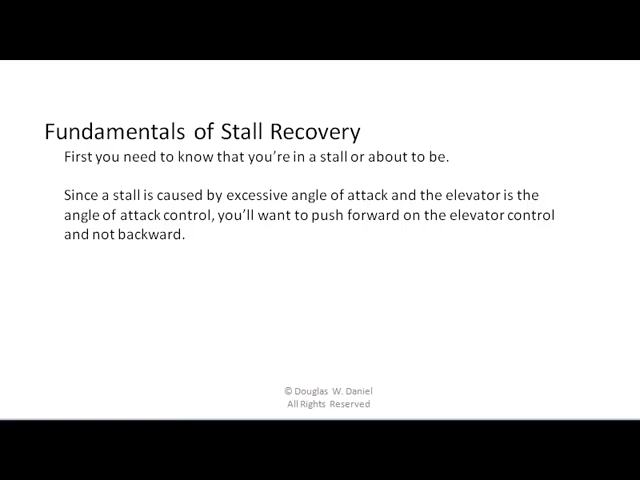 Fundamentals of Stall Recovery
First you need to know that you’re in a stall or about to be.
Since a stall is caused by excessive angle of attack and the elevator is the
angle of attack control, you’ll want to push forward on the elevator control
and not backward.
© Douglas W. Daniel
All Rights Reserved